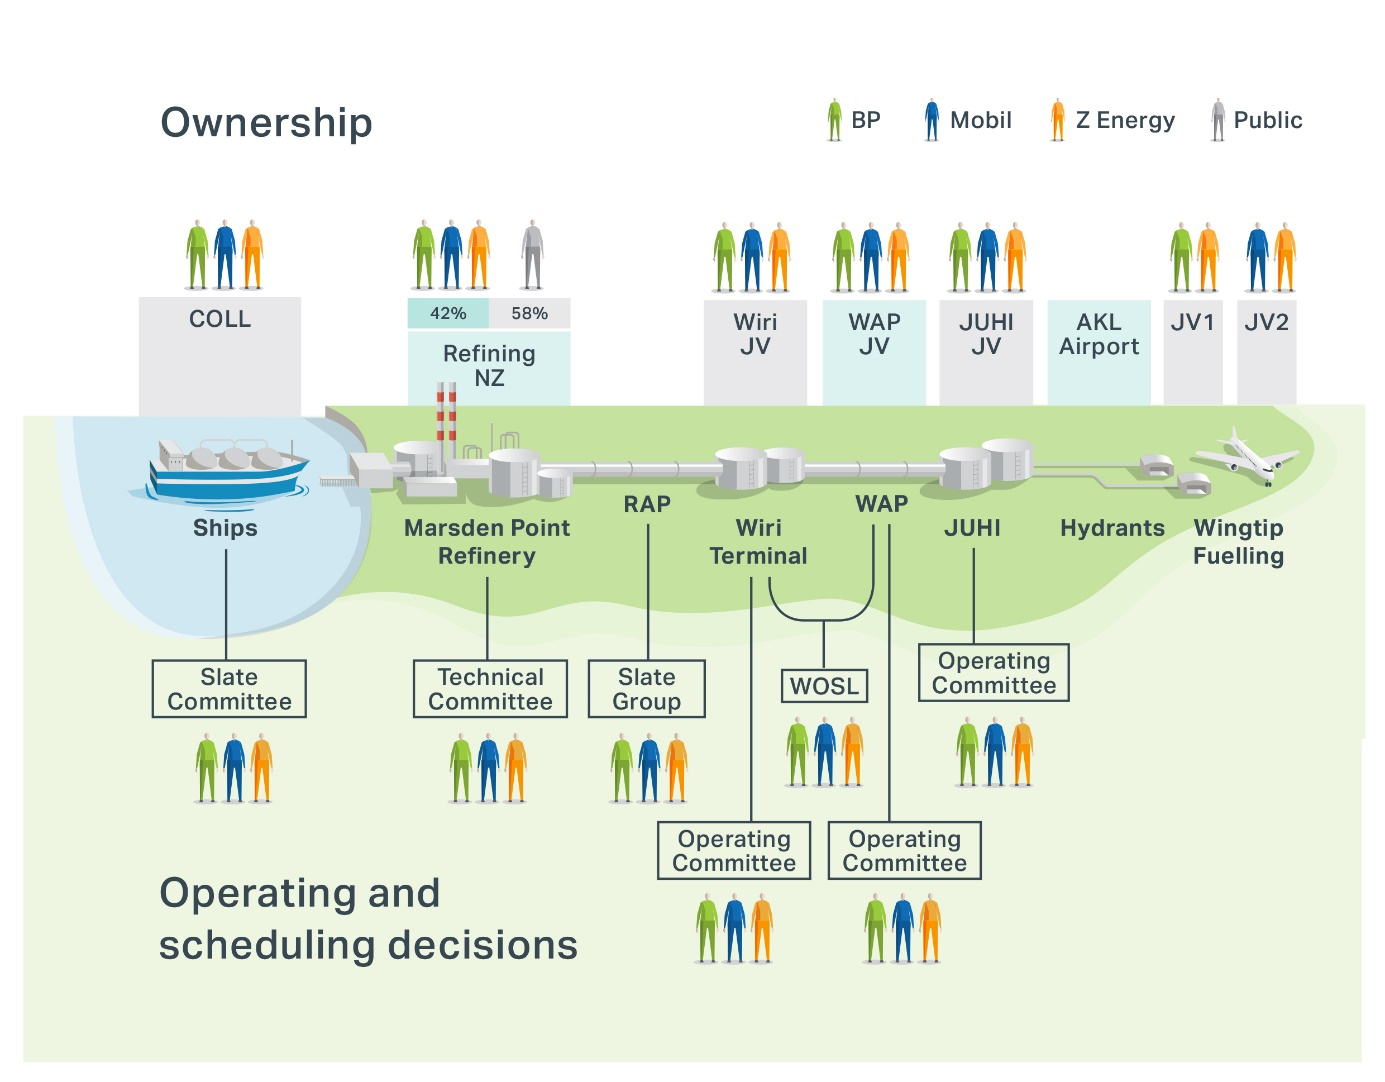 Ownership
BP
Mobil
Z Energy
Public
COLL
42%
58%
Refining
NZ
Wiri
JV
WAP
JV
JUHI
JV
AKL
Airport
JV1
JV2
Ships
Marsden Point
Refinery
RAP
Wiri
Terminal
WAP
JUHI
Hydrants
Wingtip
Fuelling
Slate
Committee
Technical
Committee
Slate
Group
WOSL
Operating
Committee
Operating
Committee
Operating
Committee
Operating and
scheduling decisions